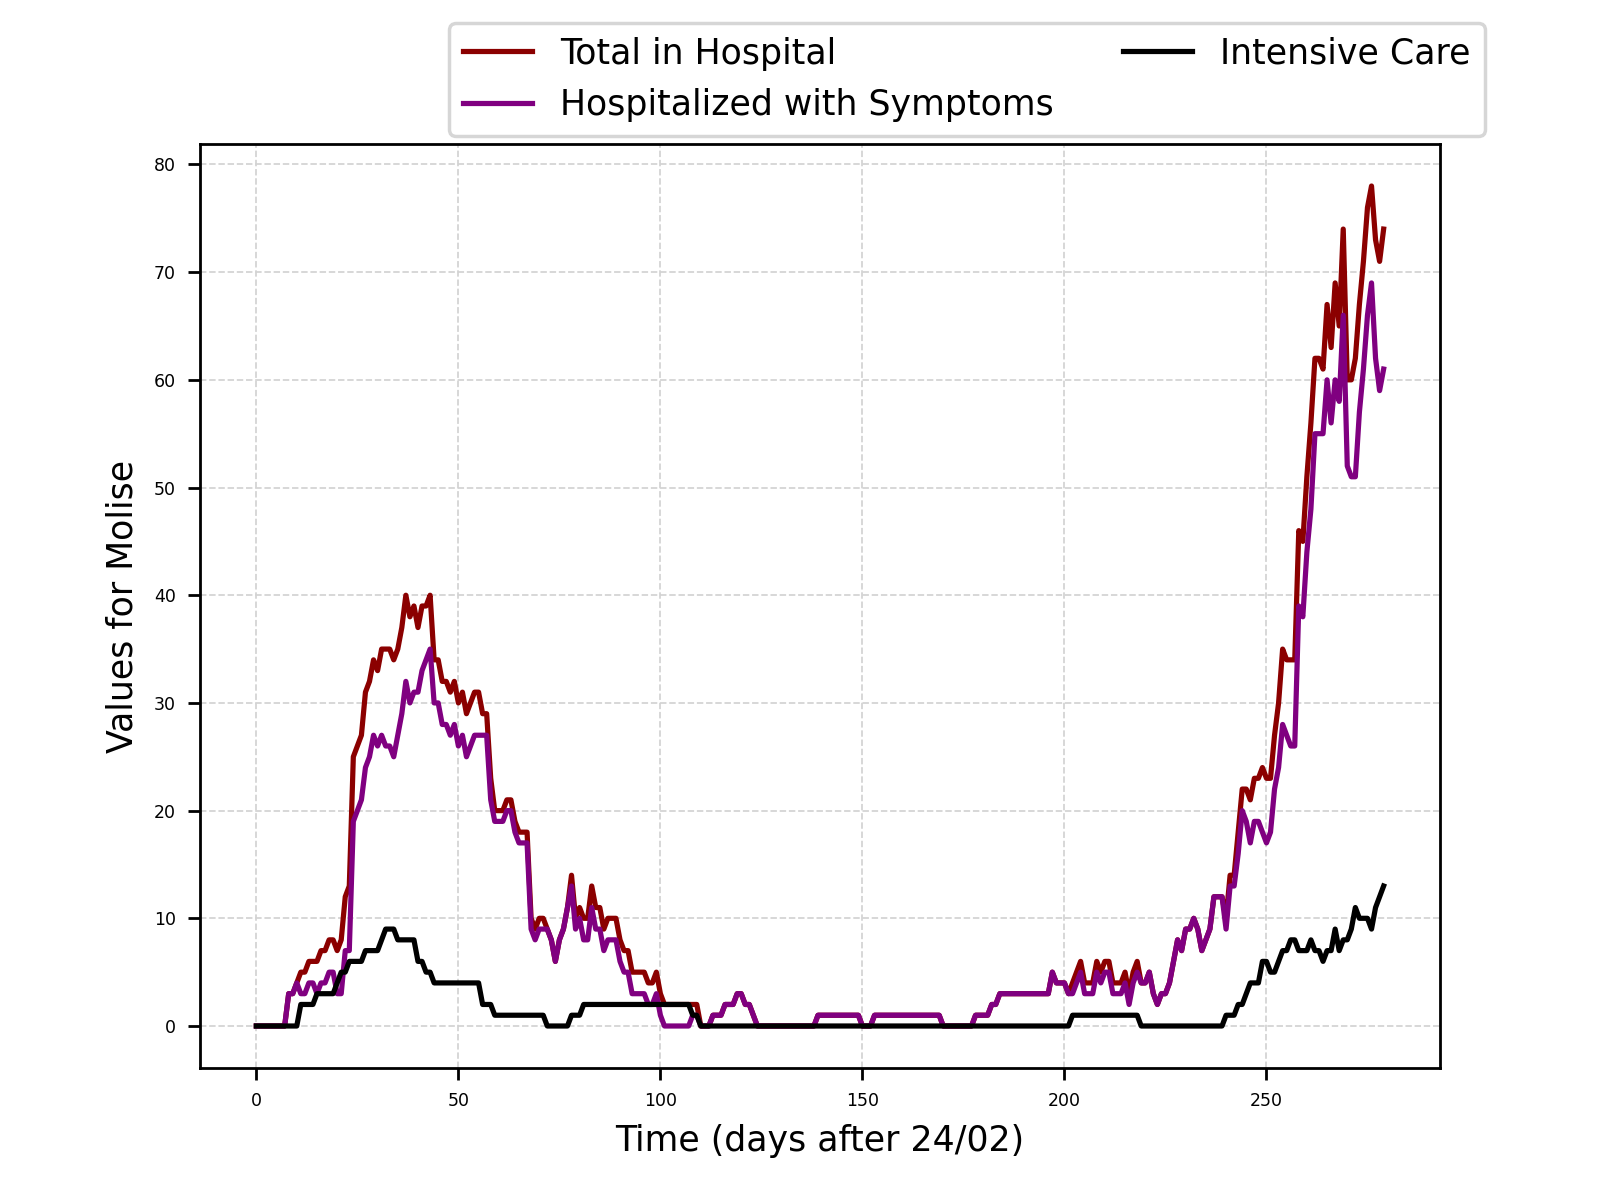 Total in Hospital
Hospitalized with Symptoms
Intensive Care
80
70
60
50
40
30
20
10
0
Values for Molise
0 50 100 150 200 250
Time (days after 24/02)